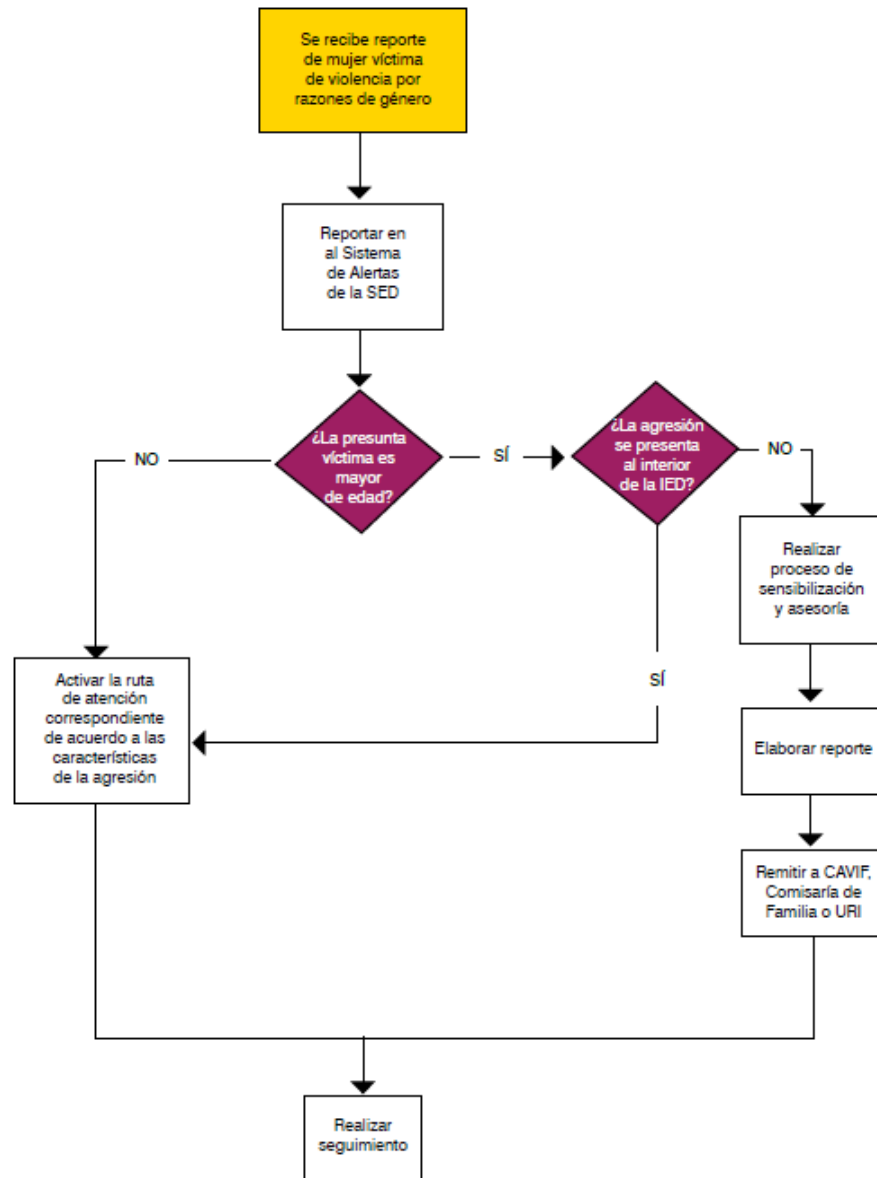 Se recibe reporte
de mujer víctima
de violencia por
razones de género
Reportar en
al Sistema
de Alertas
de la SED
¿La presunta
víctima es
mayor
de edad?
NO
SÍ
¿La agresión
se presenta
al interior
de la IED?
NO
SÍ
Realizar
proceso de
sensibilización
y asesoría
Elaborar reporte
Remitir a CAVIF,
Comisaría de
Familia o URI
Activar la ruta
de atención
correspondiente
de acuerdo a las
características
de la agresión
Realizar
seguimiento